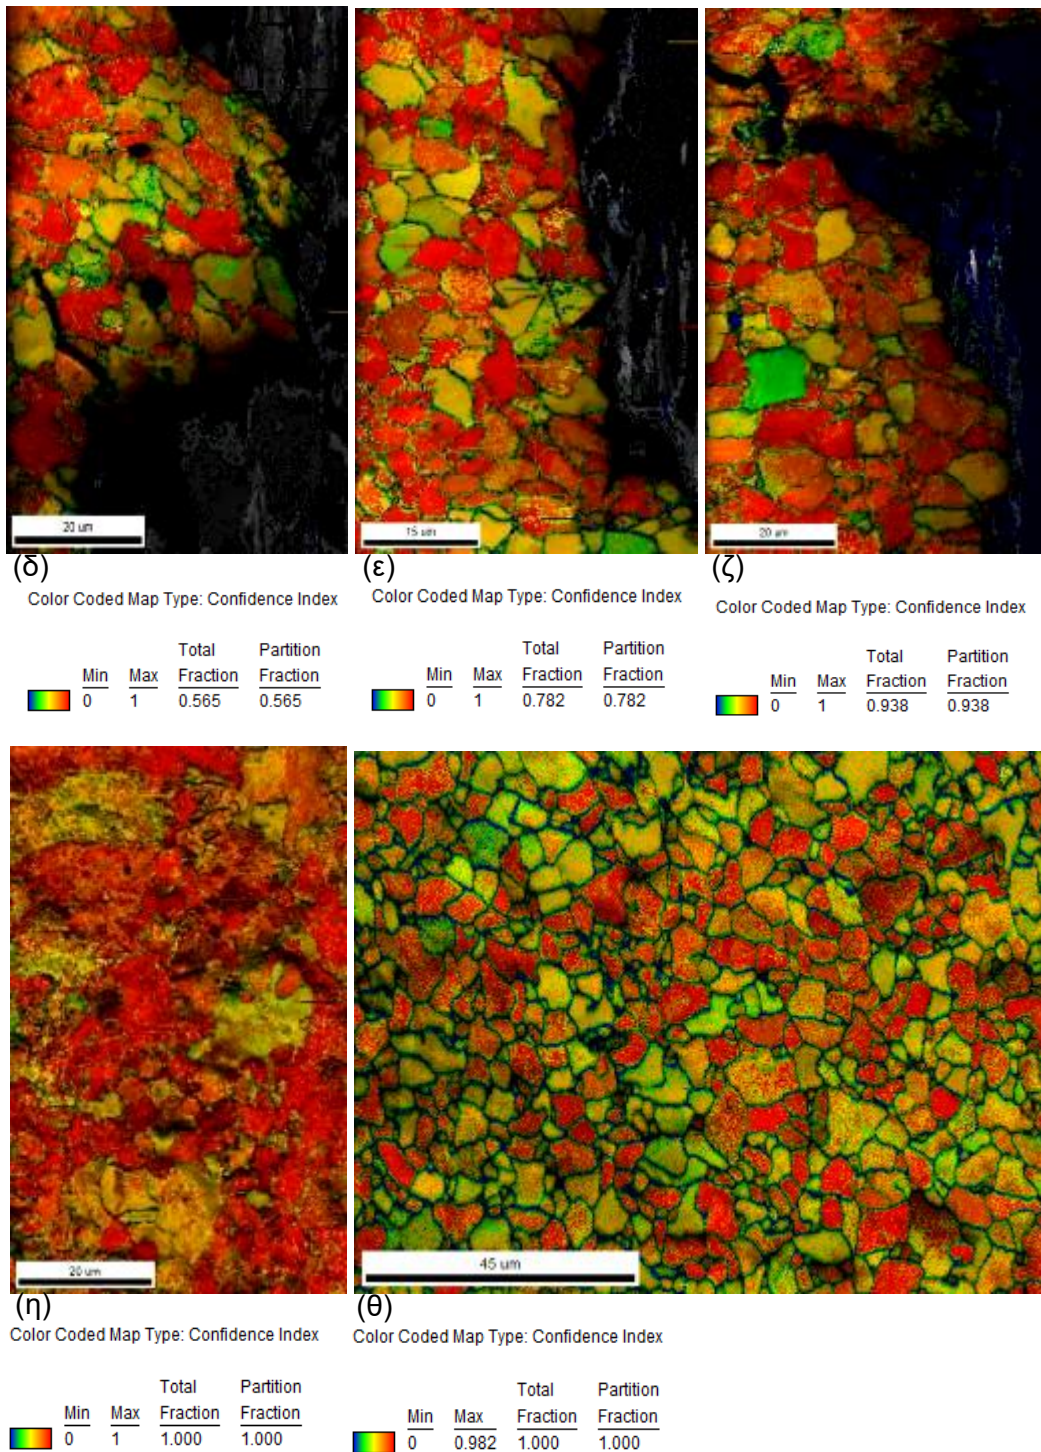 20 um
15 um
20 um
(δ)
(ε)
(ζ)
Color Coded Map Type: Confidence Index
Color Coded Map Type: Confidence Index
Color Coded Map Type: Confidence Index
Total Partition
Min Max Fraction Fraction
0 1 0.565 0.565
Total Partition
Min Max Fraction Fraction
0 1 0.782 0.782
Total Partition
Min Max Fraction Fraction
0 1 0.938 0.938
20 um
45 um
(η)
(θ)
Color Coded Map Type: Confidence Index
Color Coded Map Type: Confidence Index
Total Partition
Min Max Fraction Fraction
0 1 1.000 1.000
Total Partition
Min Max Fraction Fraction
0 0.982 1.000 1.000